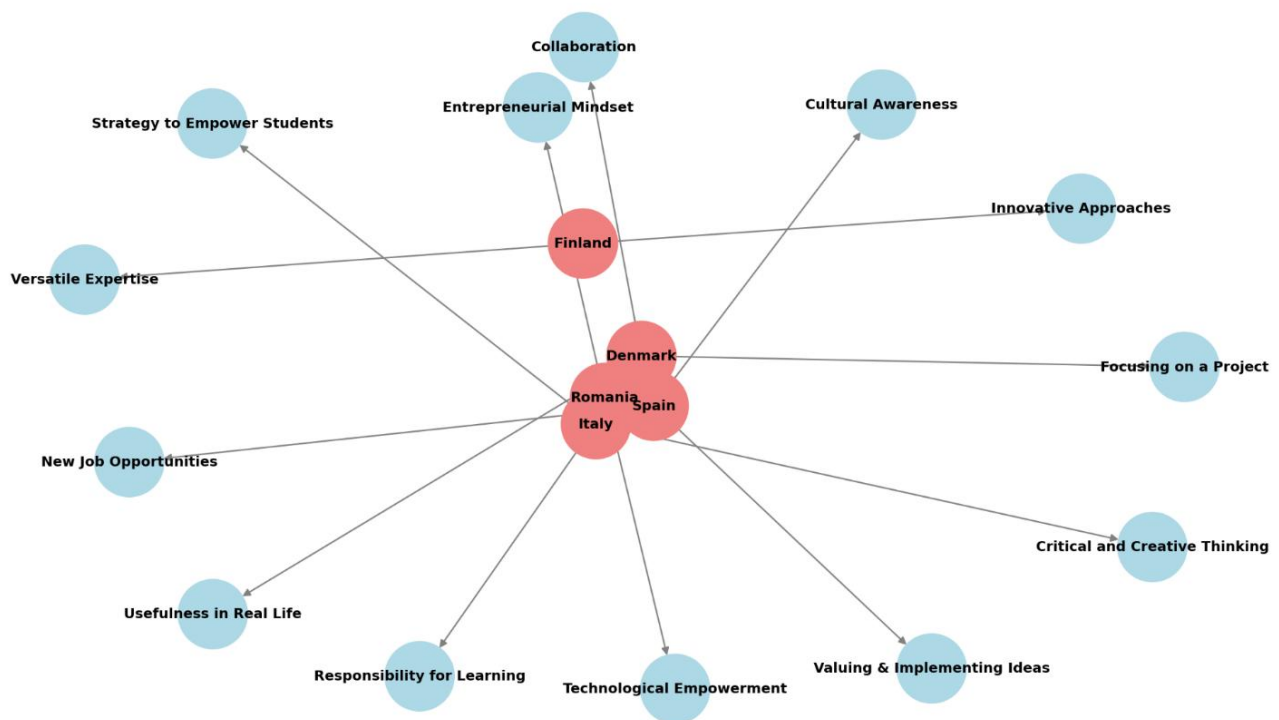 Collaboration
Entrepreneurial Mindset
Cultural Awareness
Strategy to Empower Students
Innovative Approaches
Finland
Versatile Expertise
Denmark
Focusing on a Project
Romania
Spain
Italy
New Job Opportunities
Critical and Creative Thinking
Usefulness in Real Life
Valuing & Implementing Ideas
Responsibility for Learning
Technological Empowerment